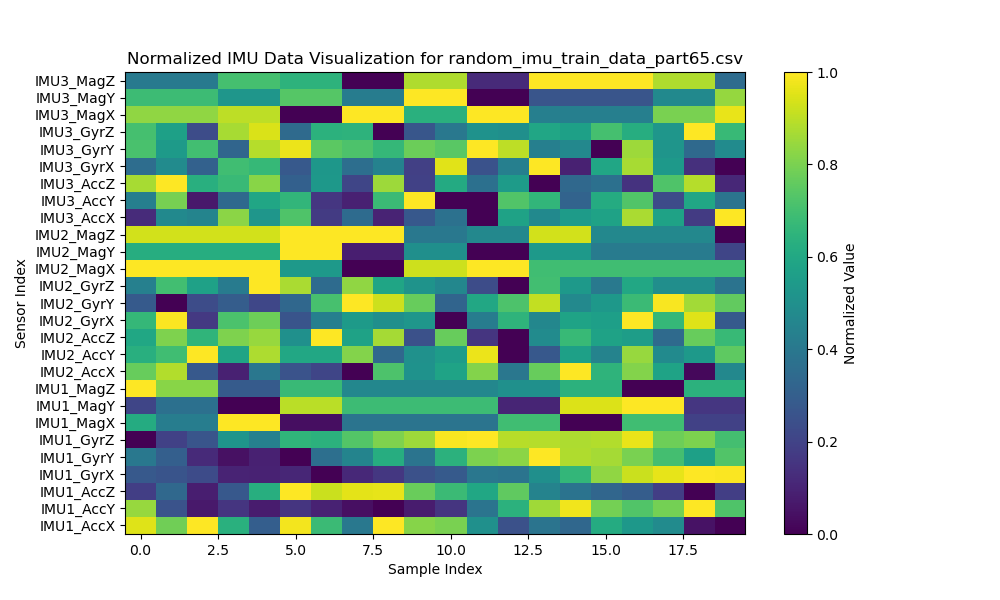 Normalized IMU Data Visualization for random_imu_train_data_part65.csv
IMU3_MagZ
IMU3_MagY
IMU3_MagX
IMU3_GyrZ
IMU3_GyrY
IMU3_GyrX
IMU3_AccZ
IMU3_AccY
IMU3_AccX
IMU2_MagZ
IMU2_MagY
IMU2_MagX
IMU2_GyrZ
IMU2_GyrY
IMU2_GyrX
IMU2_AccZ
IMU2_AccY
IMU2_AccX
IMU1_MagZ
IMU1_MagY
IMU1_MagX
IMU1_GyrZ
IMU1_GyrY
IMU1_GyrX
IMU1_AccZ
IMU1_AccY
IMU1_AccX
Sensor Index
0.0 2.5 5.0 7.5 10.0 12.5 15.0 17.5
Sample Index
1.0
0.8
0.6
0.4
0.2
0.0
Normalized Value